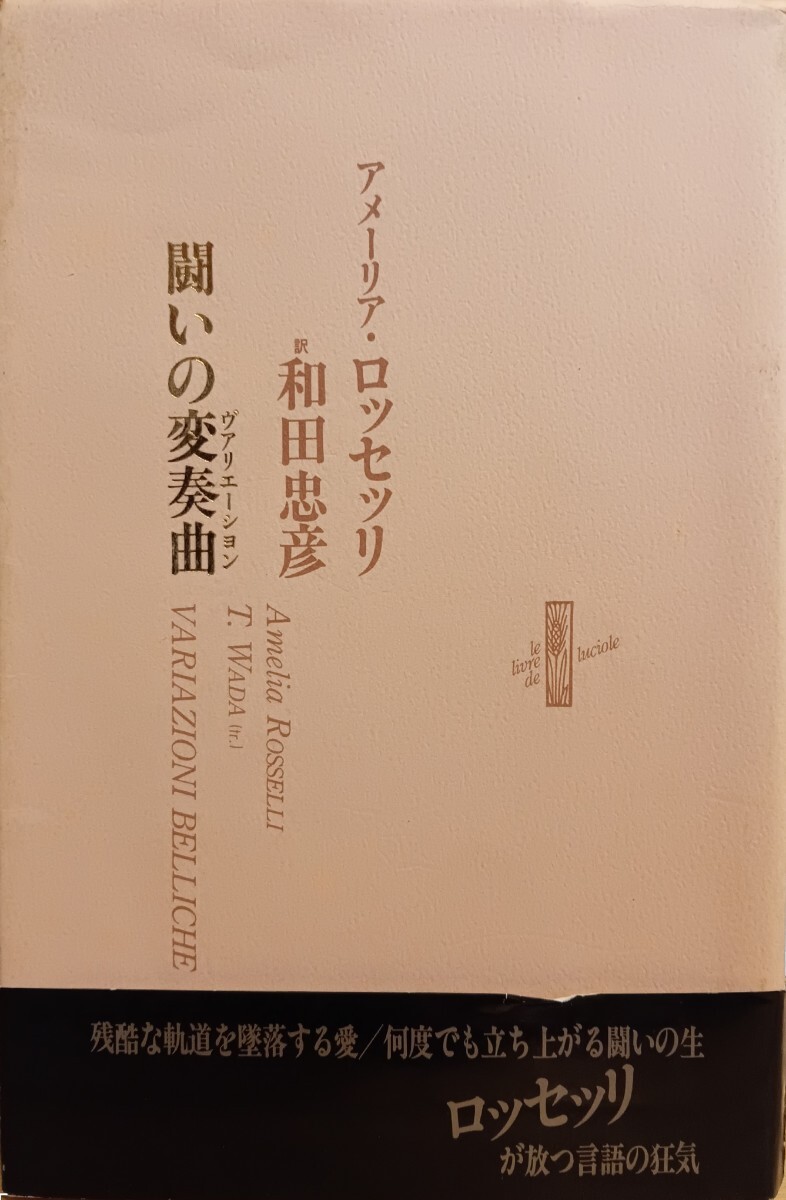 アメーリア・ロッセッリ
訳 和田忠彦
闘いの変奏曲
ヴァリエーション
Amelia ROSSELLI
T. WADA (tr.)
VARIAZIONI BELLICHE
le
livre
de
luciole
残酷な軌道を墜落する愛/何度でも立ち上がる闘いの生
ロッセッリ
が放つ言語の狂気